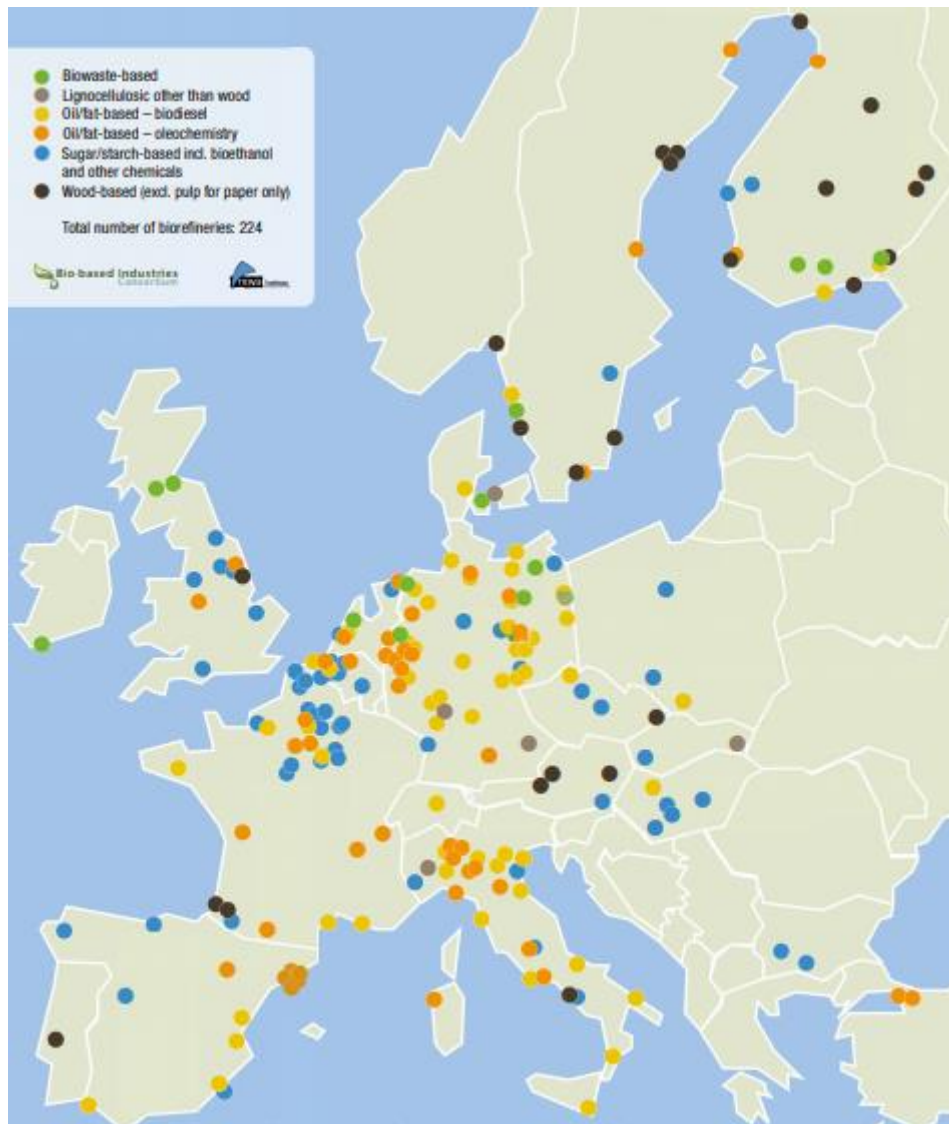 Biowaste-based
Lignocellulosic other than wood
Oil/fat-based – biodiesel
Oil/fat-based – oleochemistry
Sugar/starch-based incl. bioethanol
and other chemicals
Wood-based (excl. pulp for paper only)
Total number of biorefineries: 224
Bio-based Industries
Consortium